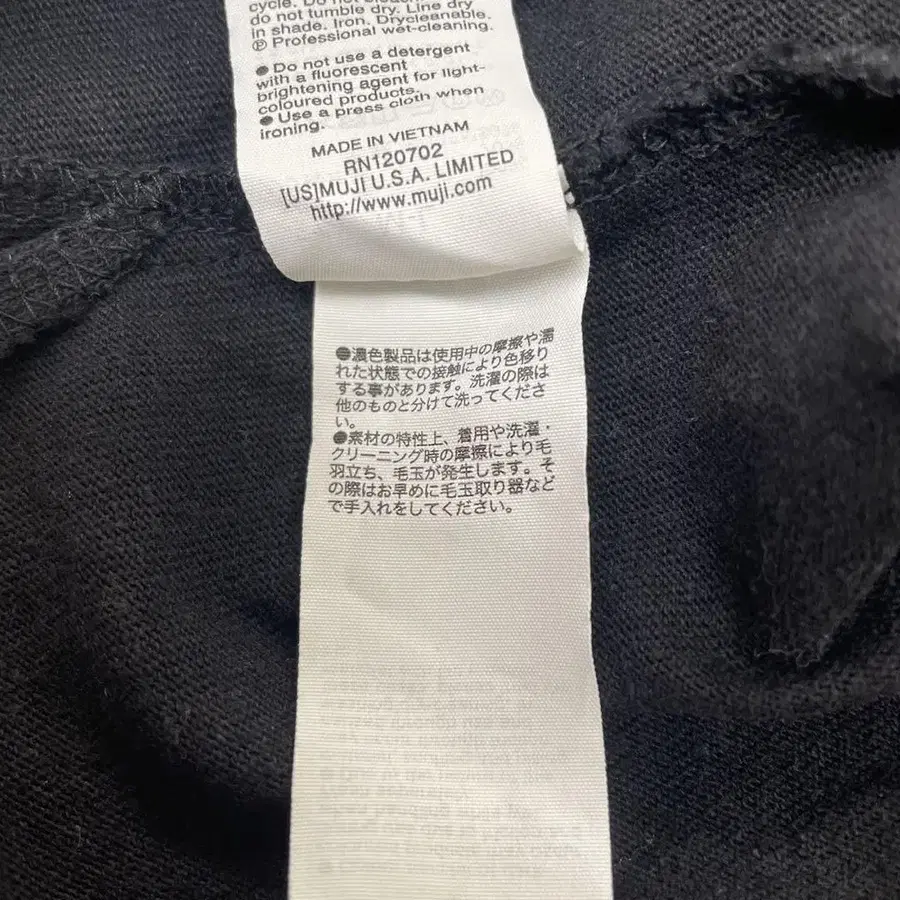 cycle. Do not bleach,
do not tumble dry. Line dry
in shade. Iron. Drycleanable.
Ⓟ Professional wet-cleaning.
●Do not use a detergent
with a fluorescent
brightening agent for light-
coloured products.
●Use a press cloth when
ironing.
MADE IN VIETNAM
RN120702
[US]MUJI U.S.A. LIMITED
http://www.muji.com
●濃色製品は使用中の摩擦や濡
れた状態での接触により色移り
する事があります。洗濯の際は
他のものと分けて洗ってくださ
い。
●素材の特性上、着用や洗濯・
クリーニング時の摩擦により毛
羽立ち、毛玉が発生します。そ
の際はお早めに毛玉取り器など
で手入れをしてください。